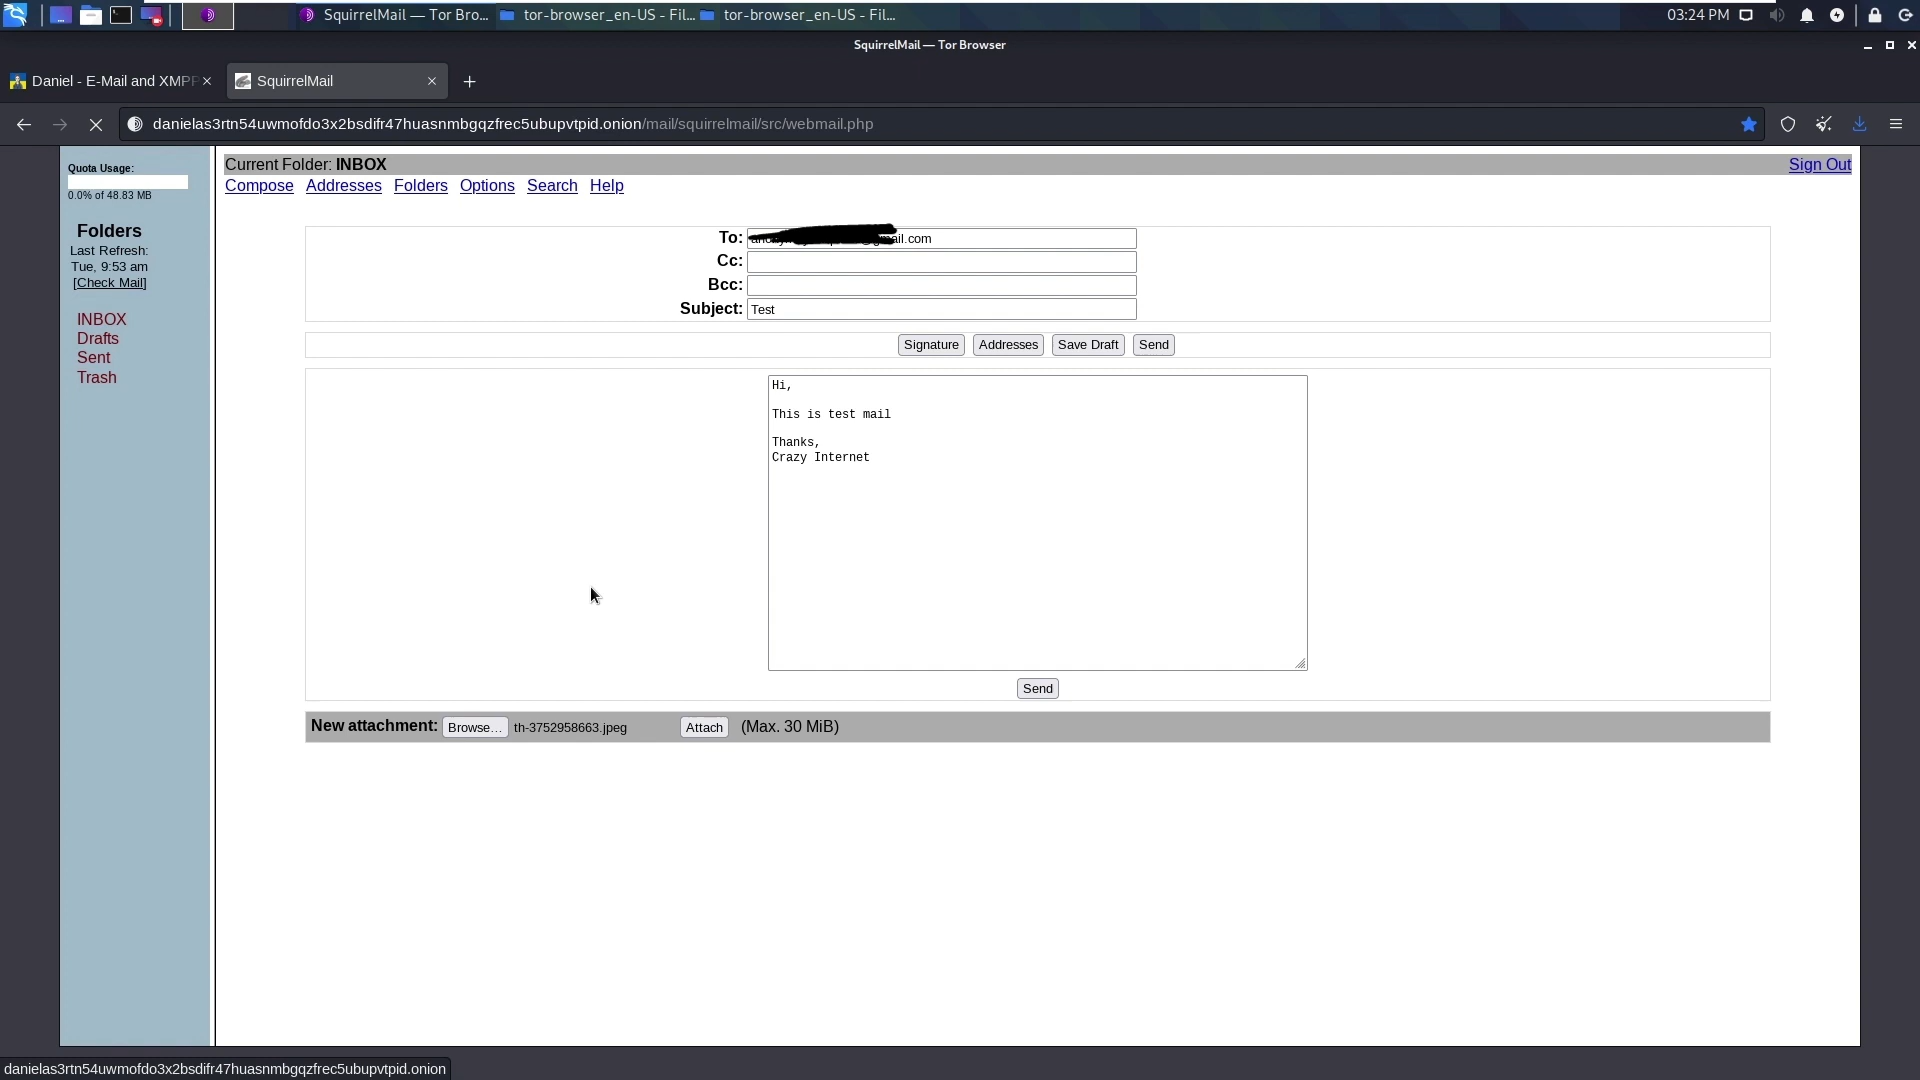 SquirrelMail — Tor Bro...
tor-browser_en-US - Fil...
tor-browser_en-US - Fil...
03:24 PM
SquirrelMail — Tor Browser
Daniel - E-Mail and XMPP
SquirrelMail
danielas3rtn54uwmofdo3x2bsdifr47huasnmbgqzfrec5ubupvtpid.onion/mail/squirrelmail/src/webmail.php
Quota Usage:
0.0% of 48.83 MB
Folders
Last Refresh:
Tue, 9:53 am
[Check Mail]
INBOX
Drafts
Sent
Trash
Current Folder: INBOX
Sign Out
Compose Addresses Folders Options Search Help
To: @gmail.com
Cc:
Bcc:
Subject: Test
Signature Addresses Save Draft Send
Hi,
This is test mail
Thanks,
Crazy Internet
Send
New attachment: Browse... th-3752958663.jpeg Attach (Max. 30 MiB)
danielas3rtn54uwmofdo3x2bsdifr47huasnmbgqzfrec5ubupvtpid.onion